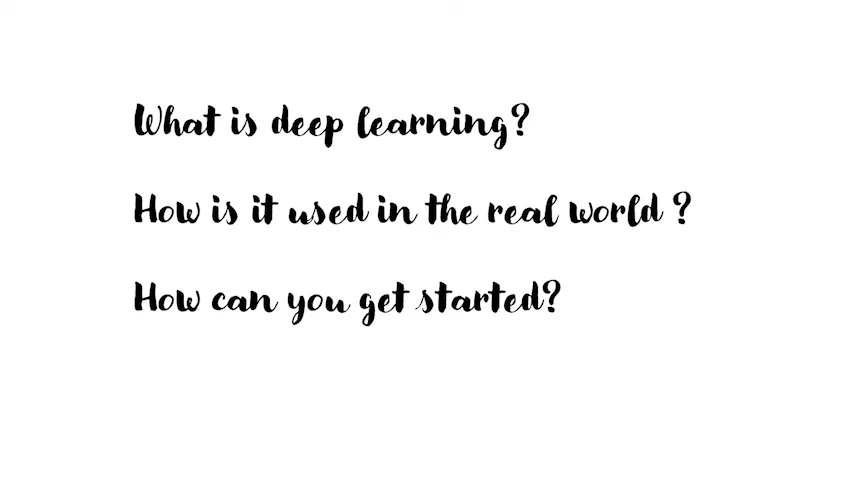 What is deep learning?
How is it used in the real world ?
How can you get started?